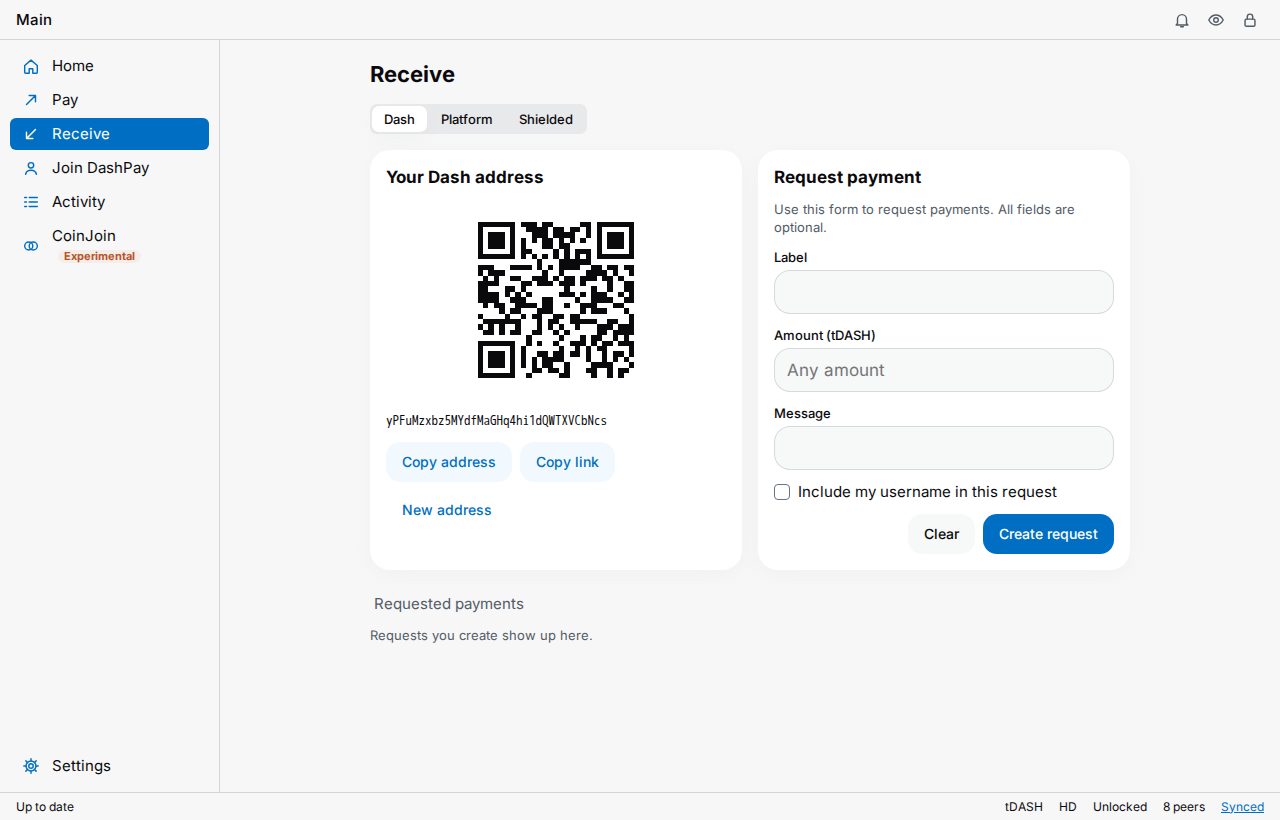 Main
Home
Pay
Receive
Join DashPay
Activity
CoinJoin
Experimental
Settings
Receive
Dash Platform Shielded
Your Dash address
yPFuMzxbz5MYdfMaGHq4hi1dQWTXVCbNcs
Copy address Copy link
New address
Request payment
Use this form to request payments. All fields are
optional.
Label
Amount (tDASH)
Any amount
Message
Include my username in this request
Clear Create request
Requested payments
Requests you create show up here.
Up to date tDASH HD Unlocked 8 peers Synced